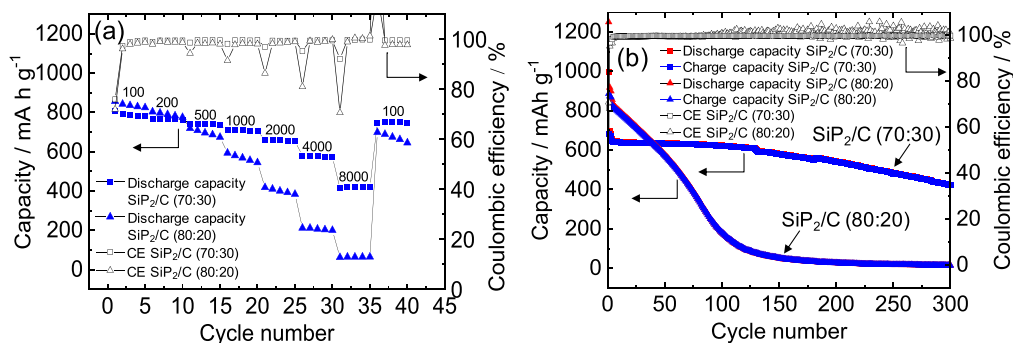 (a)
Capacity / mA h g⁻¹
1200
1000
800
600
400
200
0
100
200
500
1000
2000
4000
8000
100
Discharge capacity
SiP₂/C (70:30)
Discharge capacity
SiP₂/C (80:20)
CE SiP₂/C (70:30)
CE SiP₂/C (80:20)
0 5 10 15 20 25 30 35 40 45
Cycle number
100
80
60
40
20
0
Coulombic efficiency / %
(b)
Capacity / mAh g⁻¹
1200
1000
800
600
400
200
0
Discharge capacity SiP₂/C (70:30)
Charge capacity SiP₂/C (70:30)
Discharge capacity SiP₂/C (80:20)
Charge capacity SiP₂/C (80:20)
CE SiP₂/C (70:30)
CE SiP₂/C (80:20)
SiP₂/C (70:30)
SiP₂/C (80:20)
0 50 100 150 200 250 300
Cycle number
100
80
60
40
20
0
Coulombic efficiency / %